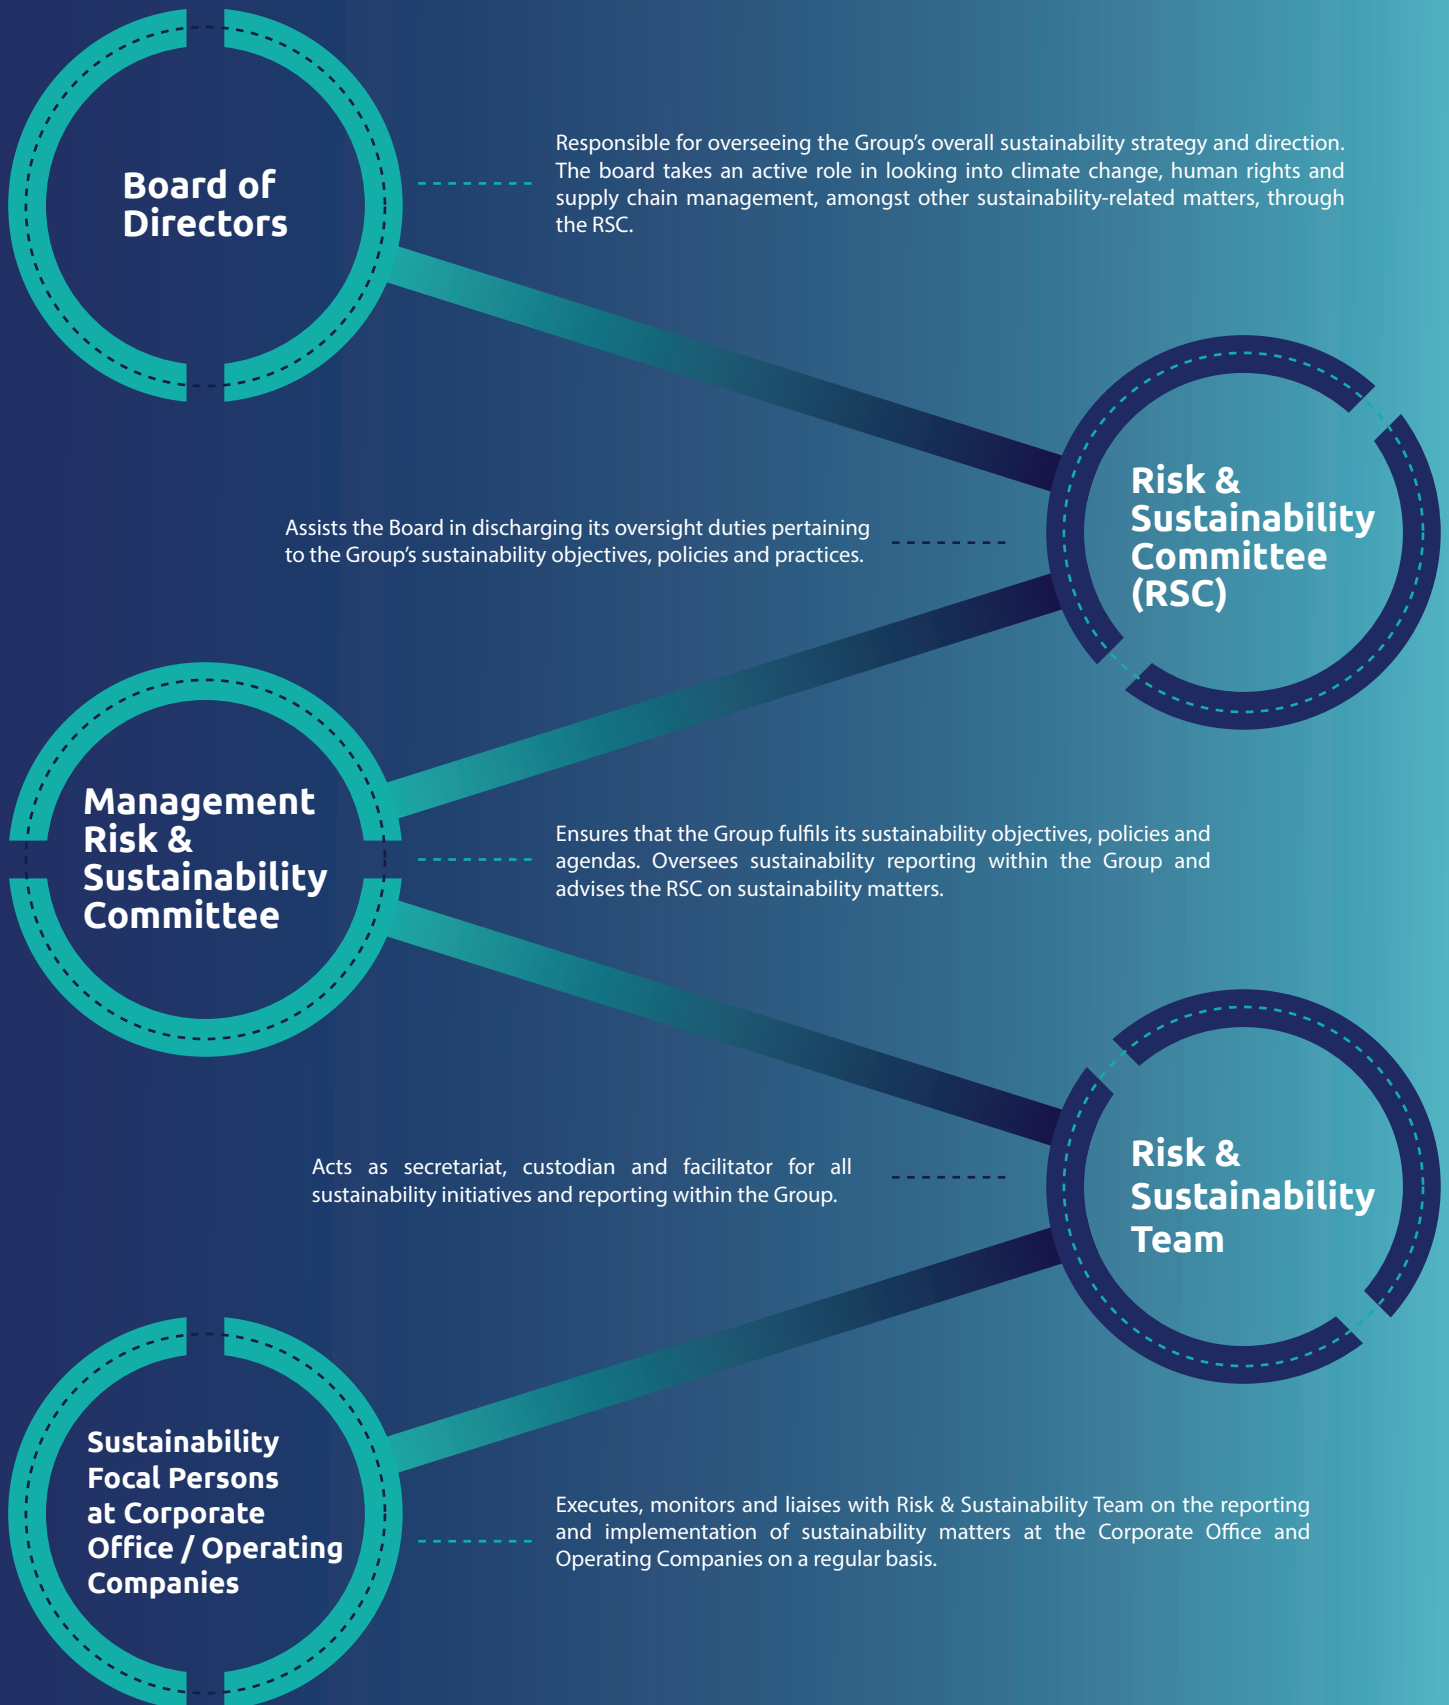 Board of
Directors
Responsible for overseeing the Group’s overall sustainability strategy and direction.
The board takes an active role in looking into climate change, human rights and
supply chain management, amongst other sustainability-related matters, through
the RSC.
Risk &
Sustainability
Committee
(RSC)
Assists the Board in discharging its oversight duties pertaining
to the Group’s sustainability objectives, policies and practices.
Management
Risk &
Sustainability
Committee
Ensures that the Group fulfils its sustainability objectives, policies and
agendas. Oversees sustainability reporting within the Group and
advises the RSC on sustainability matters.
Risk &
Sustainability
Team
Acts as secretariat, custodian and facilitator for all
sustainability initiatives and reporting within the Group.
Sustainability
Focal Persons
at Corporate
Office / Operating
Companies
Executes, monitors and liaises with Risk & Sustainability Team on the reporting
and implementation of sustainability matters at the Corporate Office and
Operating Companies on a regular basis.